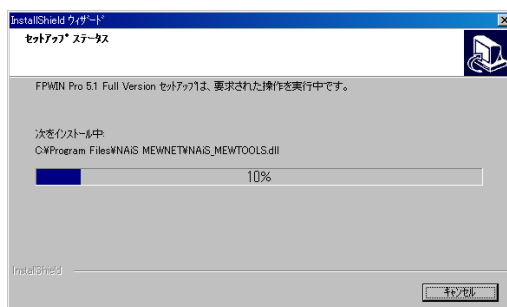 InstallShield ウィザード
セットアップ ステータス
FPWIN Pro 5.1 Full Version セットアップは、要求された操作を実行中です。
次をインストール中:
C:¥Program Files¥NAiS MEWNET¥NAiS_MEWTOOLS.dll
10%
InstallShield
キャンセル